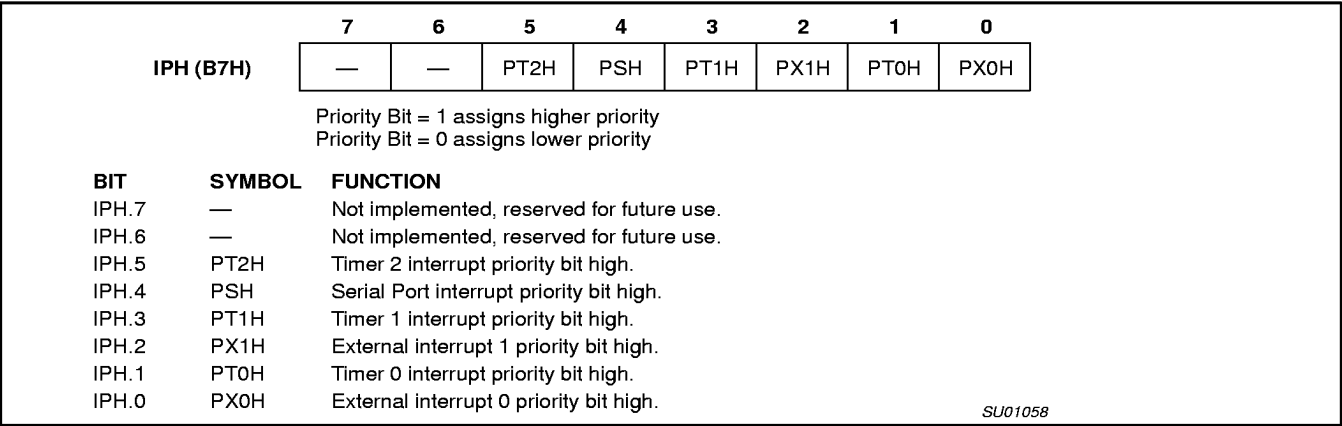 7 6 5 4 3 2 1 0
IPH (B7H) — — PT2H PSH PT1H PX1H PT0H PX0H
Priority Bit = 1 assigns higher priority
Priority Bit = 0 assigns lower priority
BIT SYMBOL FUNCTION
IPH.7 — Not implemented, reserved for future use.
IPH.6 — Not implemented, reserved for future use.
IPH.5 PT2H Timer 2 interrupt priority bit high.
IPH.4 PSH Serial Port interrupt priority bit high.
IPH.3 PT1H Timer 1 interrupt priority bit high.
IPH.2 PX1H External interrupt 1 priority bit high.
IPH.1 PT0H Timer 0 interrupt priority bit high.
IPH.0 PX0H External interrupt 0 priority bit high.
SU01058